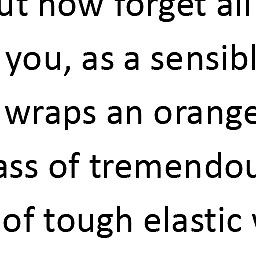 ut now forget all
you, as a sensibl
wraps an orange
ass of tremendou
of tough elastic